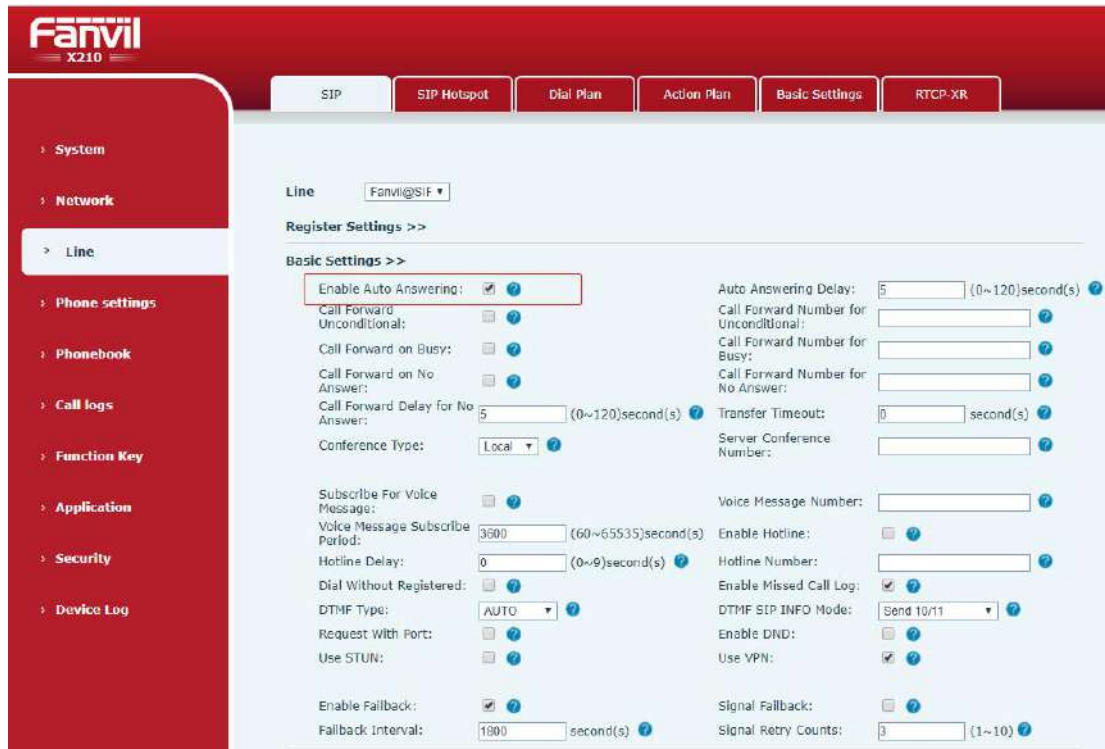 Fanvil
X210
SIP
SIP Hotspot
Dial Plan
Action Plan
Basic Settings
RTCP-XR
System
Network
Line
Phone settings
Phonebook
Call logs
Function Key
Application
Security
Device Log
Line Fanvil@SIF
Register Settings >>
Basic Settings >>
Enable Auto Answering: Auto Answering Delay: 5 (0~120)second(s)
Call Forward Unconditional: Call Forward Number for Unconditional:
Call Forward on Busy: Call Forward Number for Busy:
Call Forward on No Answer: Call Forward Number for No Answer:
Call Forward Delay for No Answer: 5 (0~120)second(s) Transfer Timeout: 0 second(s)
Conference Type: Local Server Conference Number:
Subscribe For Voice Message: Voice Message Number:
Voice Message Subscribe Period: 3600 (60~65535)second(s) Enable Hotline:
Hotline Delay: 0 (0~9)second(s) Hotline Number:
Dial Without Registered: Enable Missed Call Log:
DTMF Type: AUTO DTMF SIP INFO Mode: Send 10/11
Request With Port: Enable DND:
Use STUN: Use VPN:
Enable Failback: Signal Failback:
Failback Interval: 1800 second(s) Signal Retry Counts: 3 (1~10)